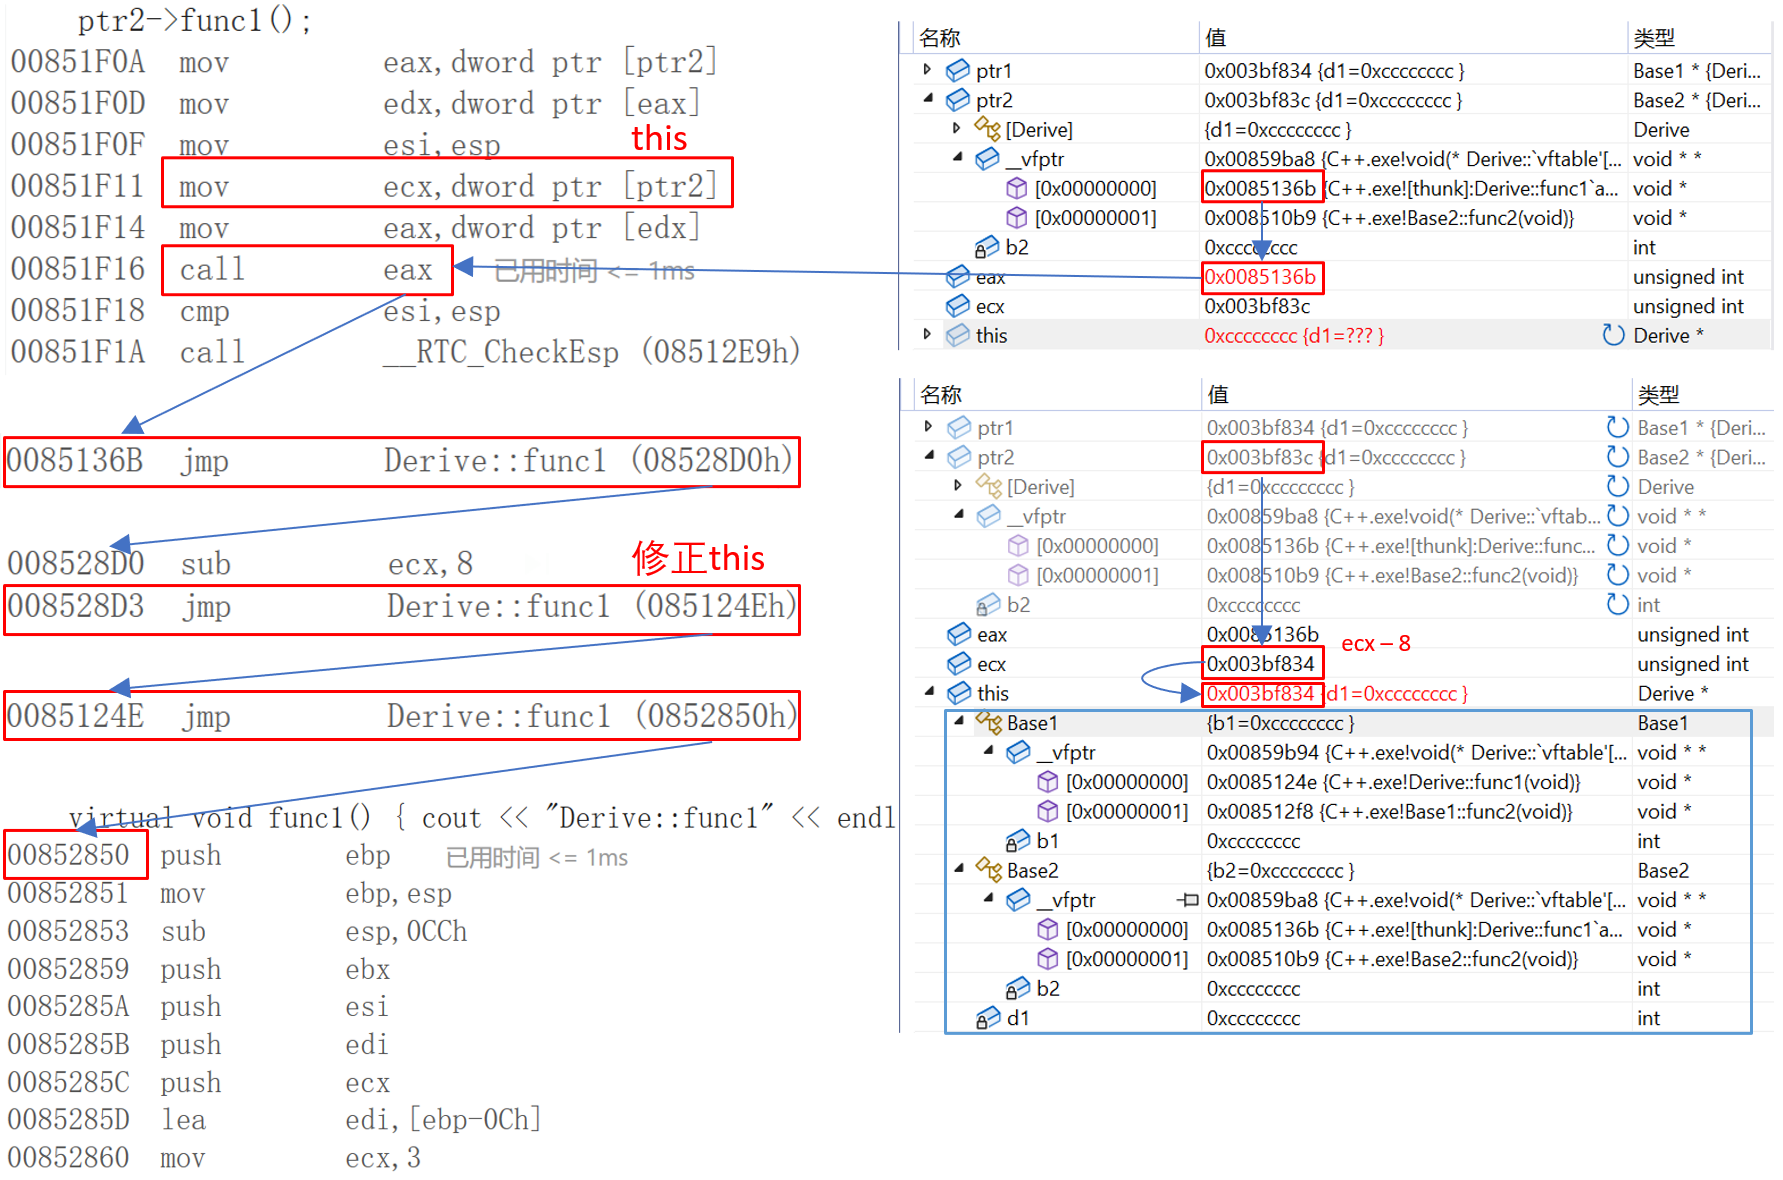 ptr2->func1();
00851F0A mov eax,dword ptr [ptr2]
00851F0D mov edx,dword ptr [eax]
00851F0F mov esi,esp
this
00851F11 mov ecx,dword ptr [ptr2]
00851F14 mov eax,dword ptr [edx]
00851F16 call eax 已用时间 <= 1ms
00851F18 cmp esi,esp
00851F1A call __RTC_CheckEsp (08512E9h)
0085136B jmp Derive::func1 (08528D0h)
008528D0 sub ecx,8
修正this
008528D3 jmp Derive::func1 (085124Eh)
0085124E jmp Derive::func1 (0852850h)
virtual void func1() { cout << "Derive::func1" << endl
00852850 push ebp 已用时间 <= 1ms
00852851 mov ebp,esp
00852853 sub esp,0CCh
00852859 push ebx
0085285A push esi
0085285B push edi
0085285C push ecx
0085285D lea edi,[ebp-0Ch]
00852860 mov ecx,3
名称 值 类型
ptr1 0x003bf834 {d1=0xcccccccc } Base1 * {Deri...
ptr2 0x003bf83c {d1=0xcccccccc } Base2 * {Deri...
[Derive] {d1=0xcccccccc } Derive
__vfptr 0x00859ba8 {C++.exe!void(* Derive::`vftable'[... void * *
[0x00000000] 0x0085136b {C++.exe![thunk]:Derive::func1`a... void *
[0x00000001] 0x008510b9 {C++.exe!Base2::func2(void)} void *
b2 0xcccccccc int
eax 0x0085136b unsigned int
ecx 0x003bf83c unsigned int
this 0xcccccccc {d1=??? } Derive *
名称 值 类型
ptr1 0x003bf834 {d1=0xcccccccc } Base1 * {Deri...
ptr2 0x003bf83c {d1=0xcccccccc } Base2 * {Deri...
[Derive] {d1=0xcccccccc } Derive
__vfptr 0x00859ba8 {C++.exe!void(* Derive::`vftab... void * *
[0x00000000] 0x0085136b {C++.exe![thunk]:Derive::func... void *
[0x00000001] 0x008510b9 {C++.exe!Base2::func2(void)} void *
b2 0xcccccccc int
eax 0x0085136b unsigned int
ecx – 8
ecx 0x003bf834 unsigned int
this 0x003bf834 {d1=0xcccccccc } Derive *
Base1 {b1=0xcccccccc } Base1
__vfptr 0x00859b94 {C++.exe!void(* Derive::`vftable'[... void * *
[0x00000000] 0x0085124e {C++.exe!Derive::func1(void)} void *
[0x00000001] 0x008512f8 {C++.exe!Base1::func2(void)} void *
b1 0xcccccccc int
Base2 {b2=0xcccccccc } Base2
__vfptr 0x00859ba8 {C++.exe!void(* Derive::`vftable'[... void * *
[0x00000000] 0x0085136b {C++.exe![thunk]:Derive::func1`a... void *
[0x00000001] 0x008510b9 {C++.exe!Base2::func2(void)} void *
b2 0xcccccccc int
d1 0xcccccccc int